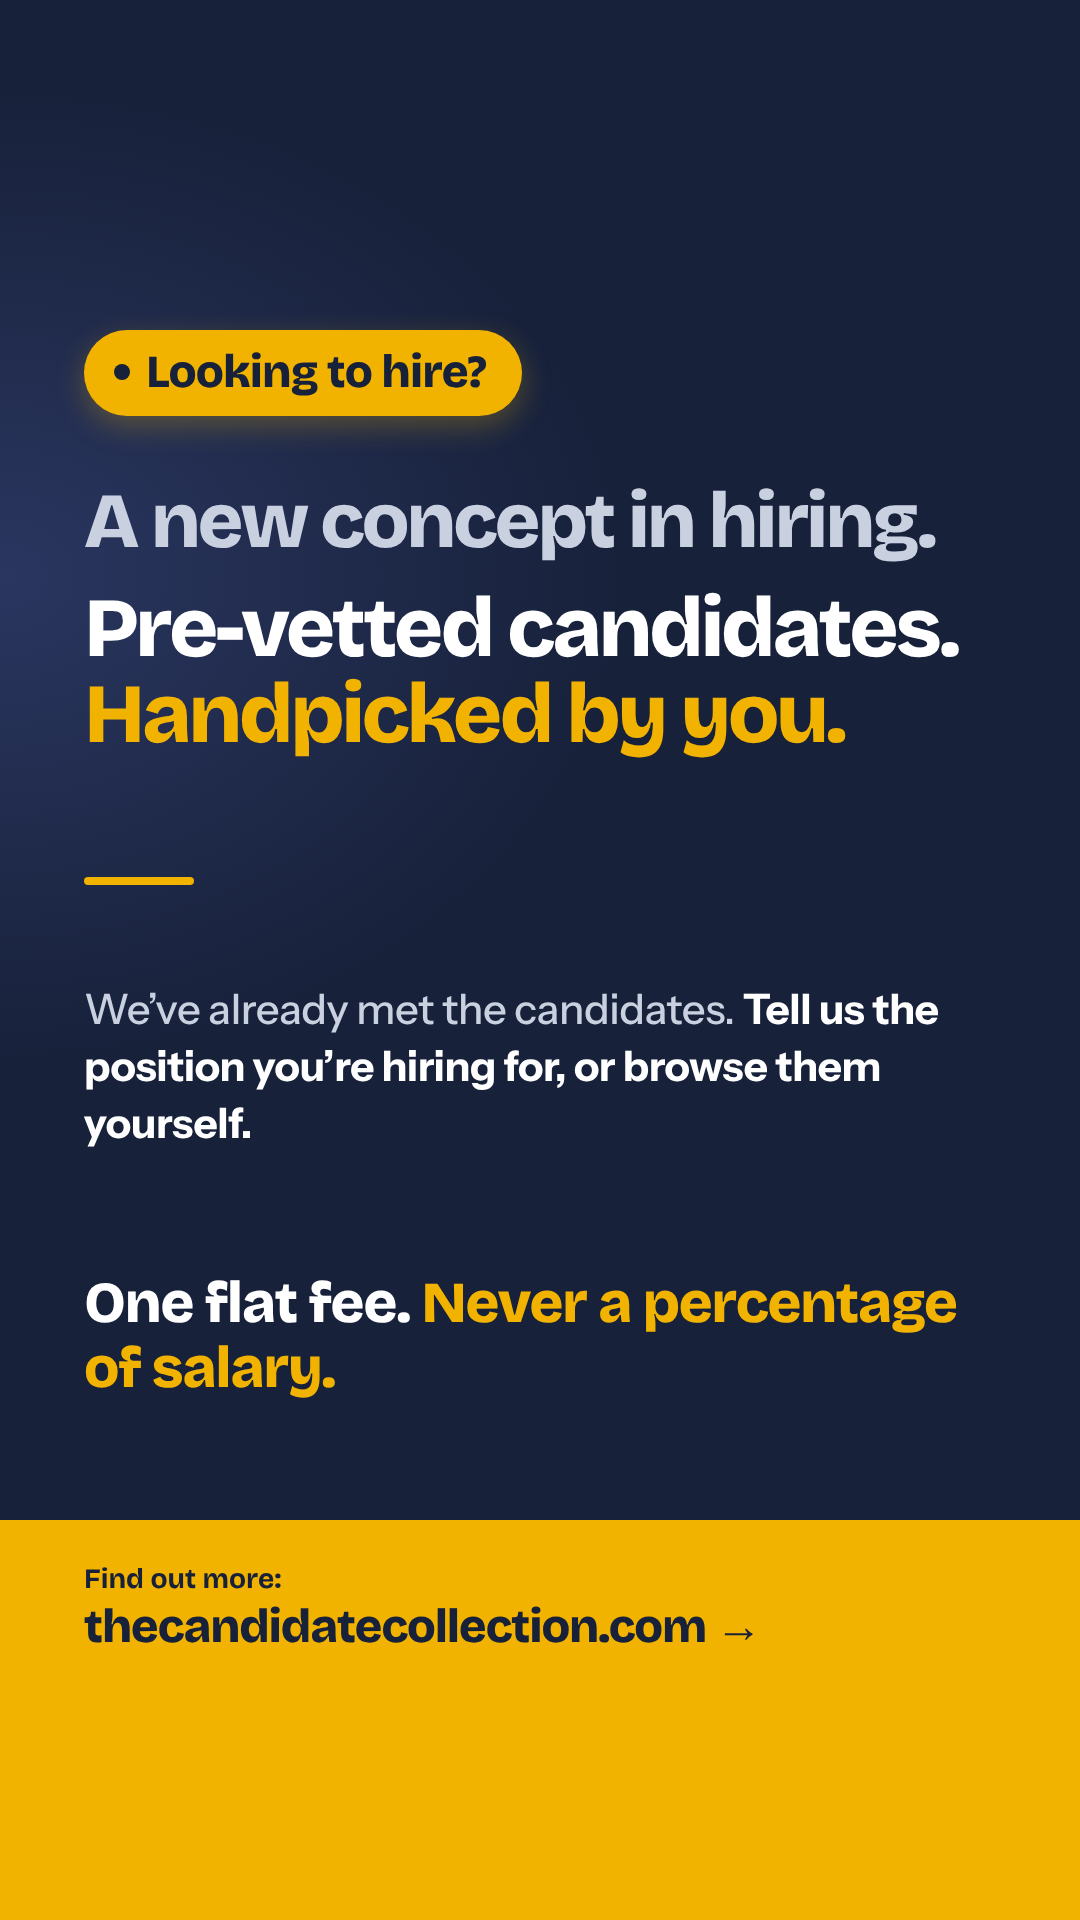 Looking to hire?
A new concept in hiring.
Pre-vetted candidates.
Handpicked by you.
We’ve already met the candidates. Tell us the
position you’re hiring for, or browse them
yourself.
One flat fee. Never a percentage
of salary.
Find out more:
thecandidatecollection.com →